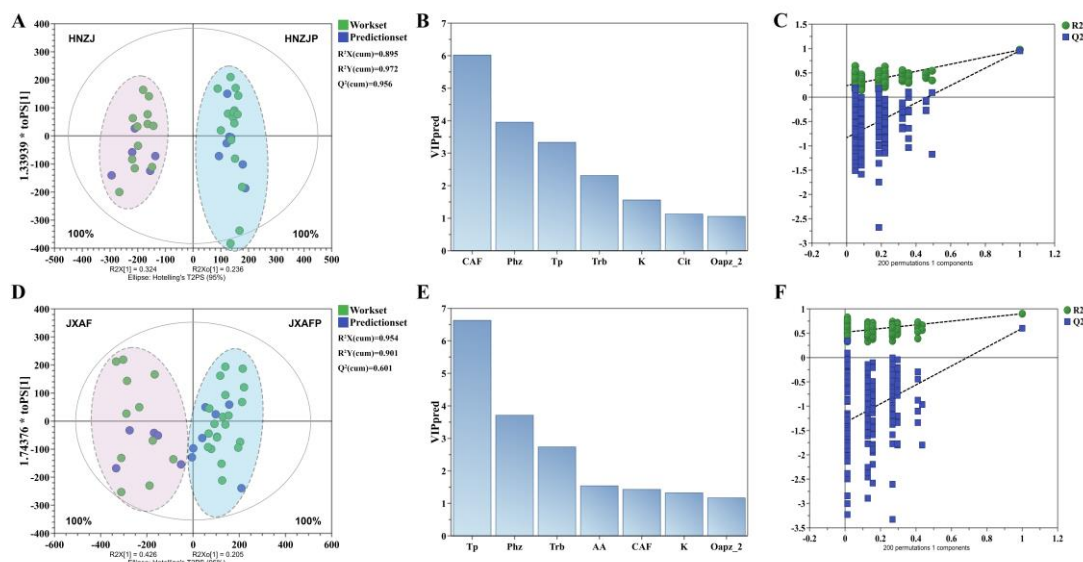 A
HNZJ
HNZJP
Workset
Predictionset
R²X(cum)=0.895
R²Y(cum)=0.972
Q²(cum)=0.956
400
300
200
100
0
-100
-200
-300
-400
1.33939 * toPS[1]
100%
100%
-500 -400 -300 -200 -100 0 100 200 300 400 500
R2X[1] = 0.324 R2Xo[1] = 0.236
Ellipse: Hotelling's T2PS (95%)
B
7
6
5
4
3
2
1
0
VIPpred
CAF Phz Tp Trb K Cit Oapz_2
C
R2
Q2
1.5
1
0.5
0
-0.5
-1
-1.5
-2
-2.5
-3
-0.2 0 0.2 0.4 0.6 0.8 1 1.2
200 permutations 1 components
D
JXAF
JXAFP
Workset
Predictionset
R²X(cum)=0.954
R²Y(cum)=0.901
Q²(cum)=0.601
400
300
200
100
0
-100
-200
-300
-400
1.74376 * toPS[1]
100%
100%
-600 -400 -200 0 200 400 600
R2X[1] = 0.426 R2Xo[1] = 0.205
Ellipse: Hotelling's T2PS (95%)
E
7
6
5
4
3
2
1
0
VIPpred
Tp Phz Trb AA CAF K Oapz_2
F
R2
Q2
1.5
1
0.5
0
-0.5
-1
-1.5
-2
-2.5
-3
-3.5
-0.2 0 0.2 0.4 0.6 0.8 1 1.2
200 permutations 1 components